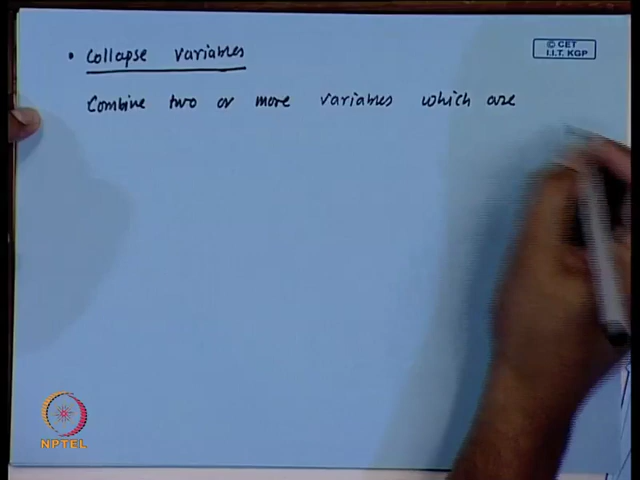 • Collapse variables
© CET
I.I.T. KGP
Combine two or more variables which are
NPTEL